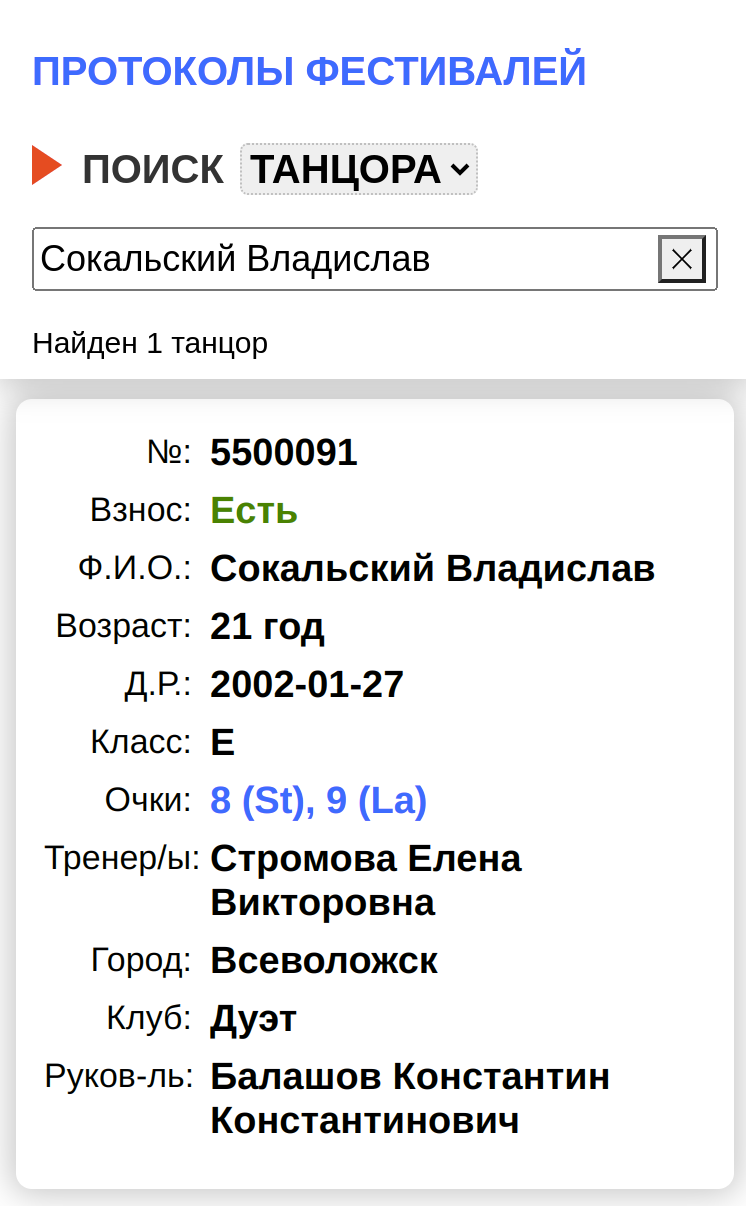 ПРОТОКОЛЫ ФЕСТИВАЛЕЙ
ПОИСК ТАНЦОРА
Сокальский Владислав
Найден 1 танцор
№: 5500091
Взнос: Есть
Ф.И.О.: Сокальский Владислав
Возраст: 21 год
Д.Р.: 2002-01-27
Класс: E
Очки: 8 (St), 9 (La)
Тренер/ы: Стромова Елена
Викторовна
Город: Всеволожск
Клуб: Дуэт
Руков-ль: Балашов Константин
Константинович